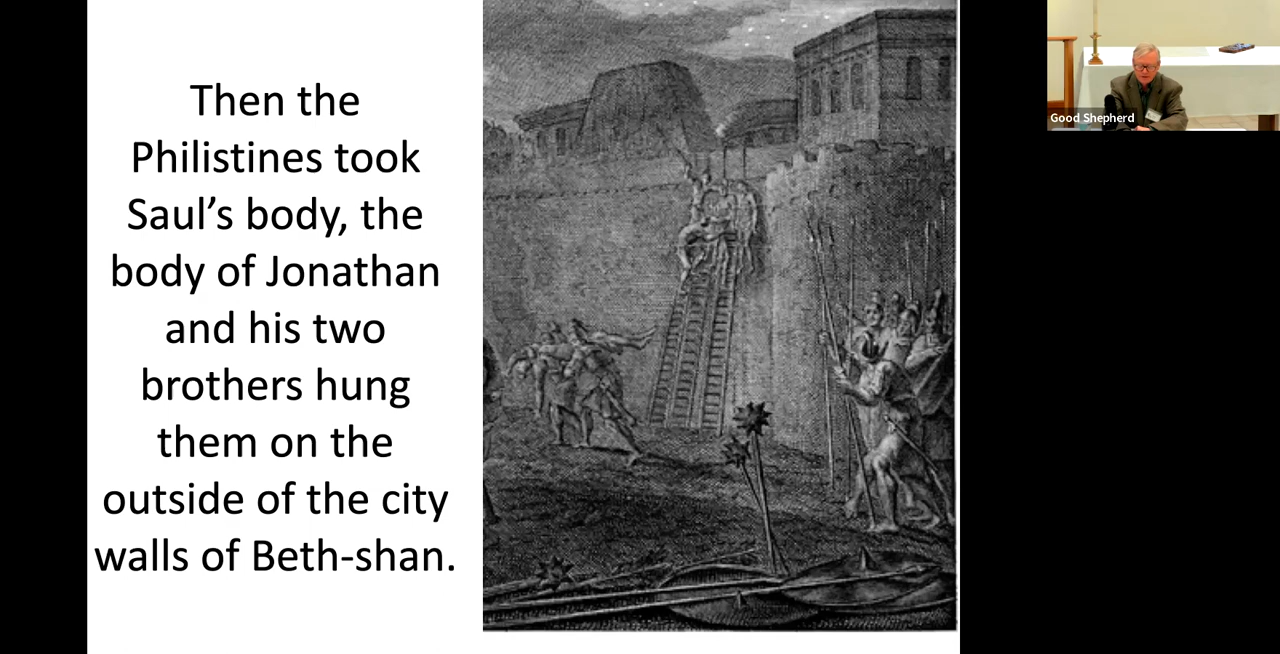 Then the
Philistines took
Saul’s body, the
body of Jonathan
and his two
brothers hung
them on the
outside of the city
walls of Beth-shan.
Good Shepherd